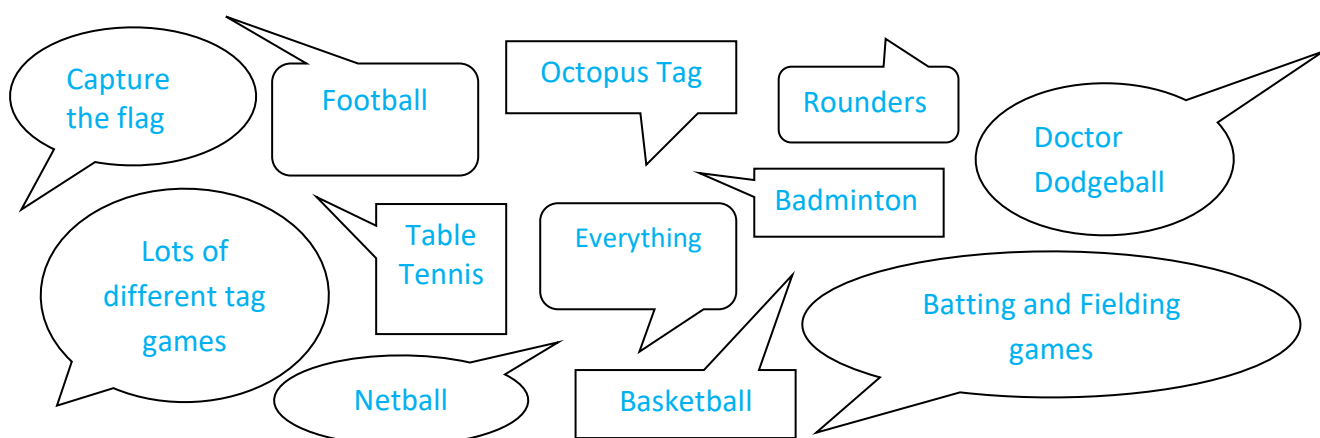 Capture
the flag
Football
Octopus Tag
Rounders
Doctor
Dodgeball
Lots of
different tag
games
Table
Tennis
Everything
Badminton
Batting and Fielding
games
Netball
Basketball